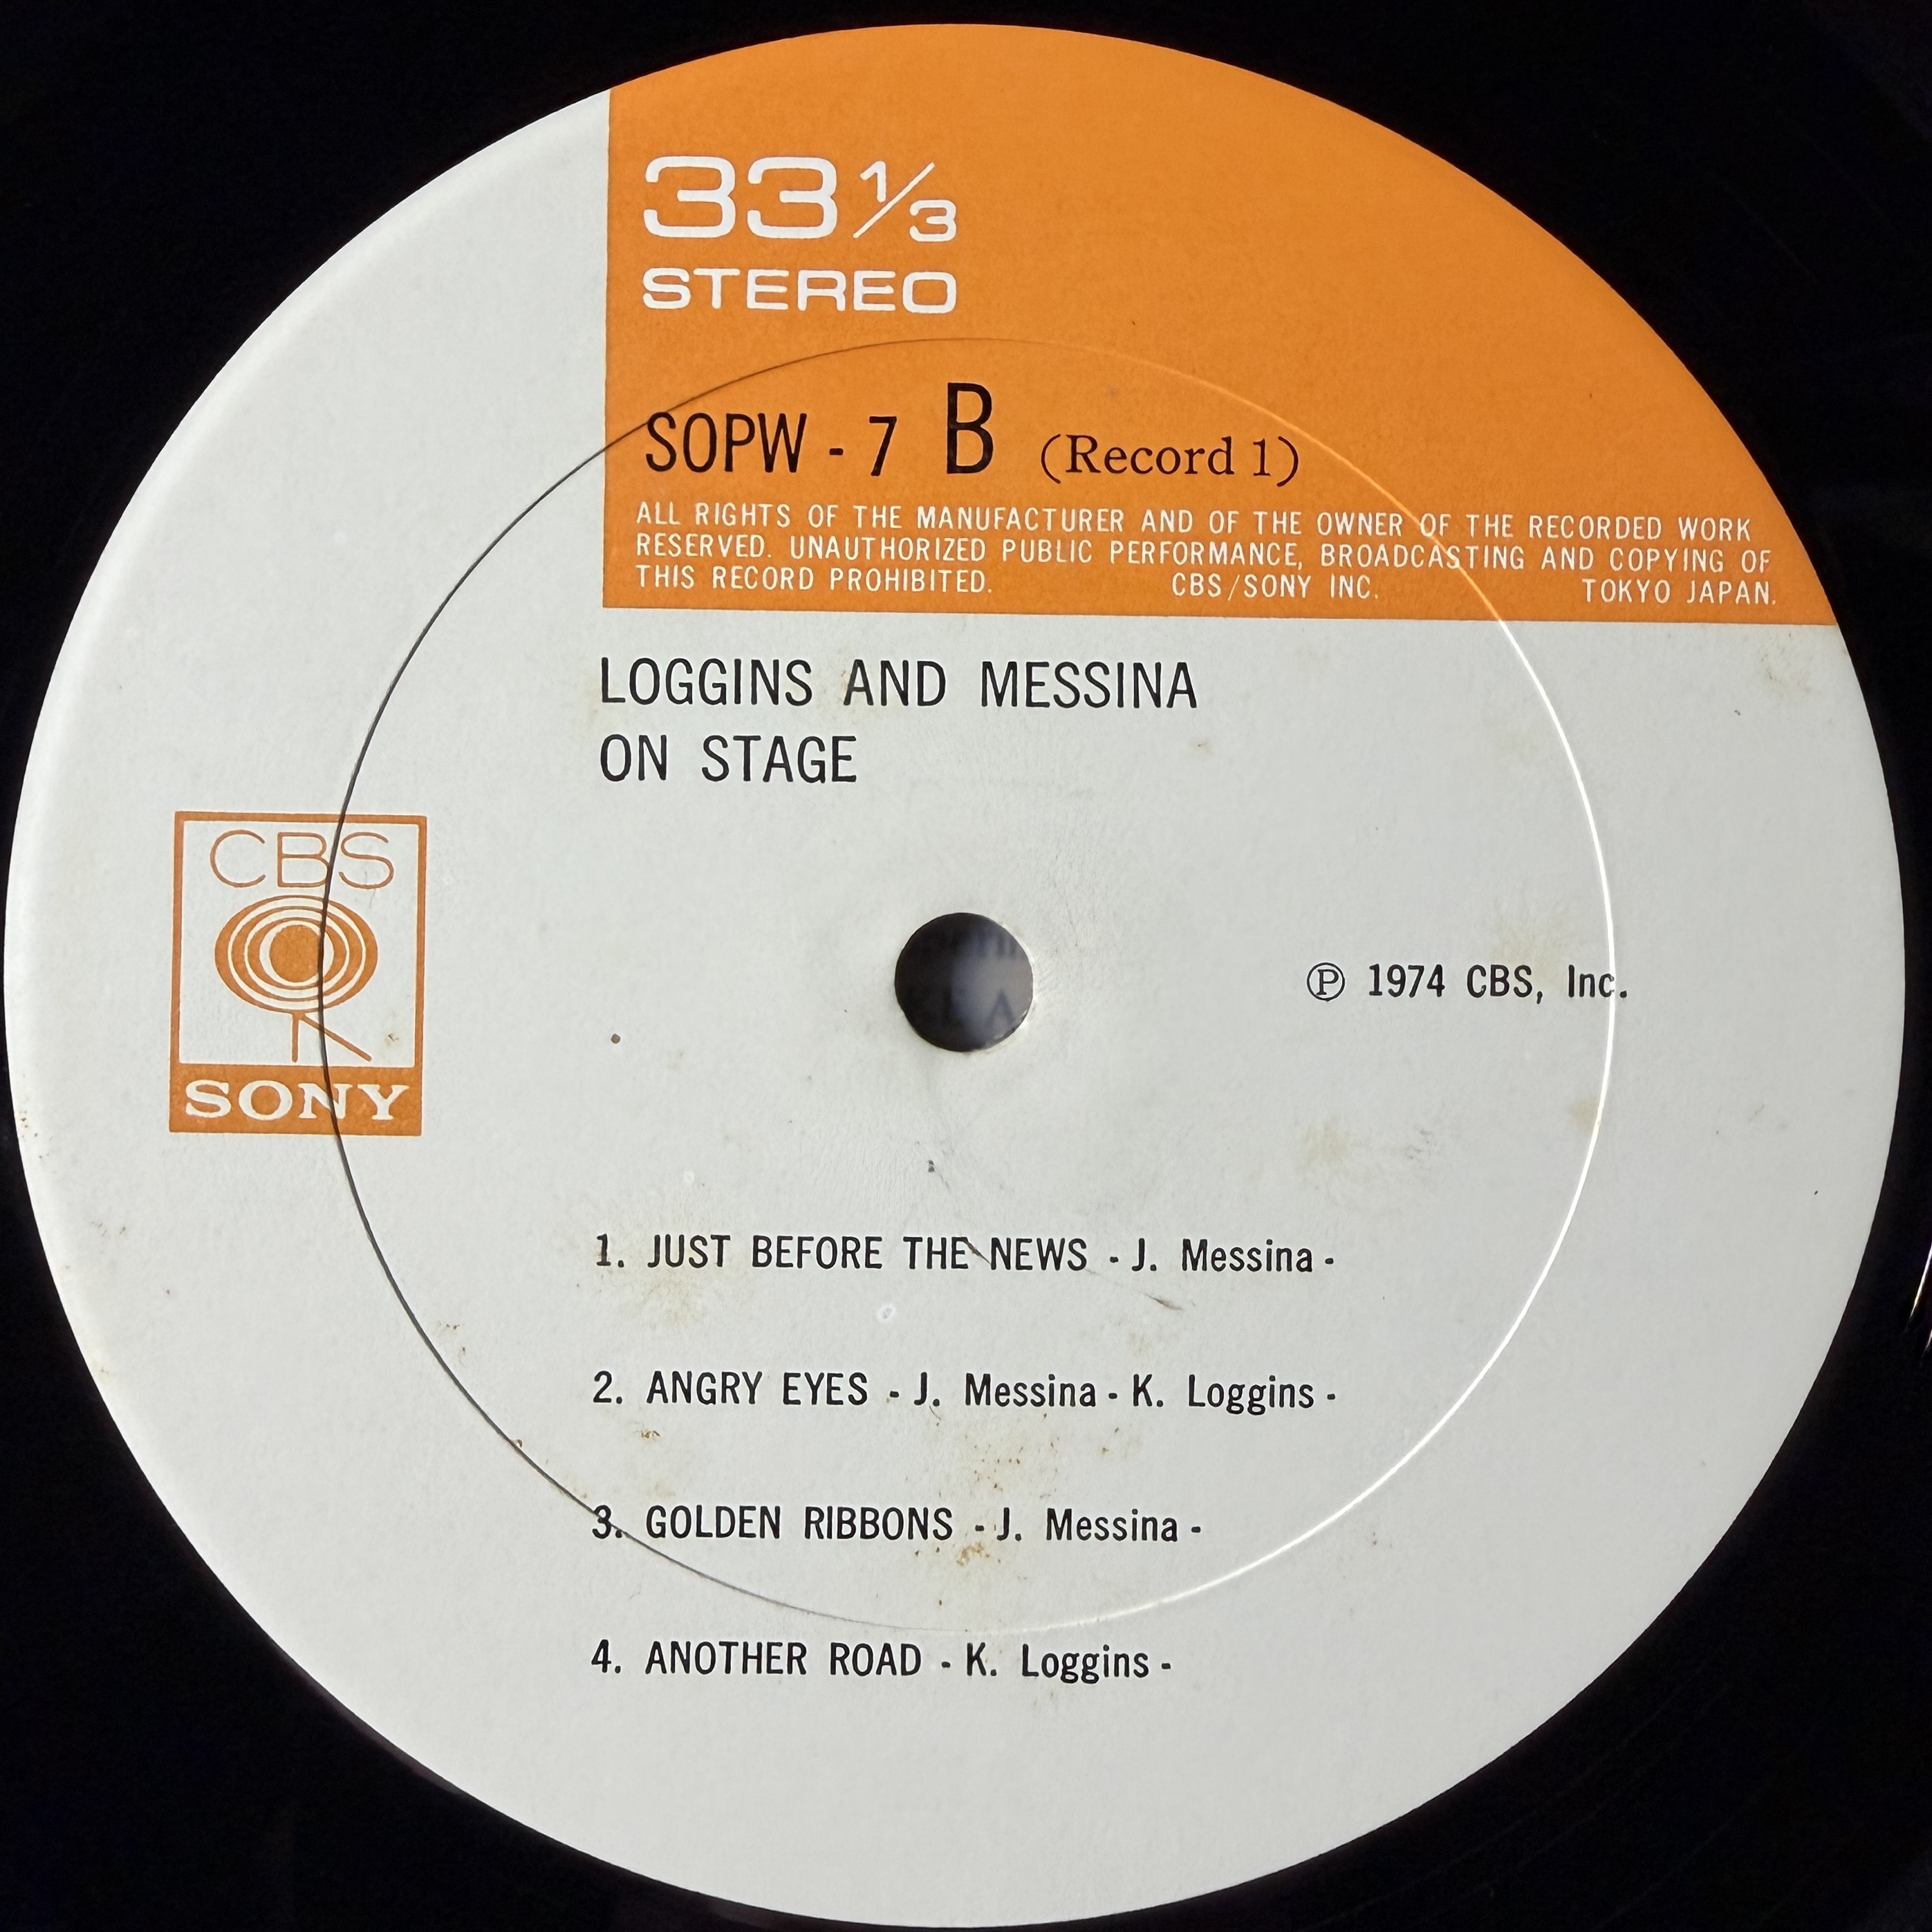 33 1/3
STEREO
SOPW - 7 B (Record 1)
ALL RIGHTS OF THE MANUFACTURER AND OF THE OWNER OF THE RECORDED WORK
RESERVED. UNAUTHORIZED PUBLIC PERFORMANCE, BROADCASTING AND COPYING OF
THIS RECORD PROHIBITED. CBS/SONY INC. TOKYO JAPAN.
LOGGINS AND MESSINA
ON STAGE
CBS
SONY
℗ 1974 CBS, Inc.
1. JUST BEFORE THE NEWS - J. Messina -
2. ANGRY EYES - J. Messina - K. Loggins -
3. GOLDEN RIBBONS - J. Messina -
4. ANOTHER ROAD - K. Loggins -